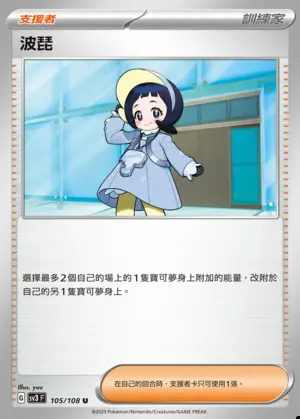 支援者 訓練家
波琵
選擇最多2個自己的場上的1隻寶可夢身上附加的能量，改附於
自己的另1隻寶可夢身上。
Illus. you
在自己的回合時，支援者卡只可使用1張。
G SV3 F 105/108 U
©2023 Pokémon/Nintendo/Creatures/GAME FREAK